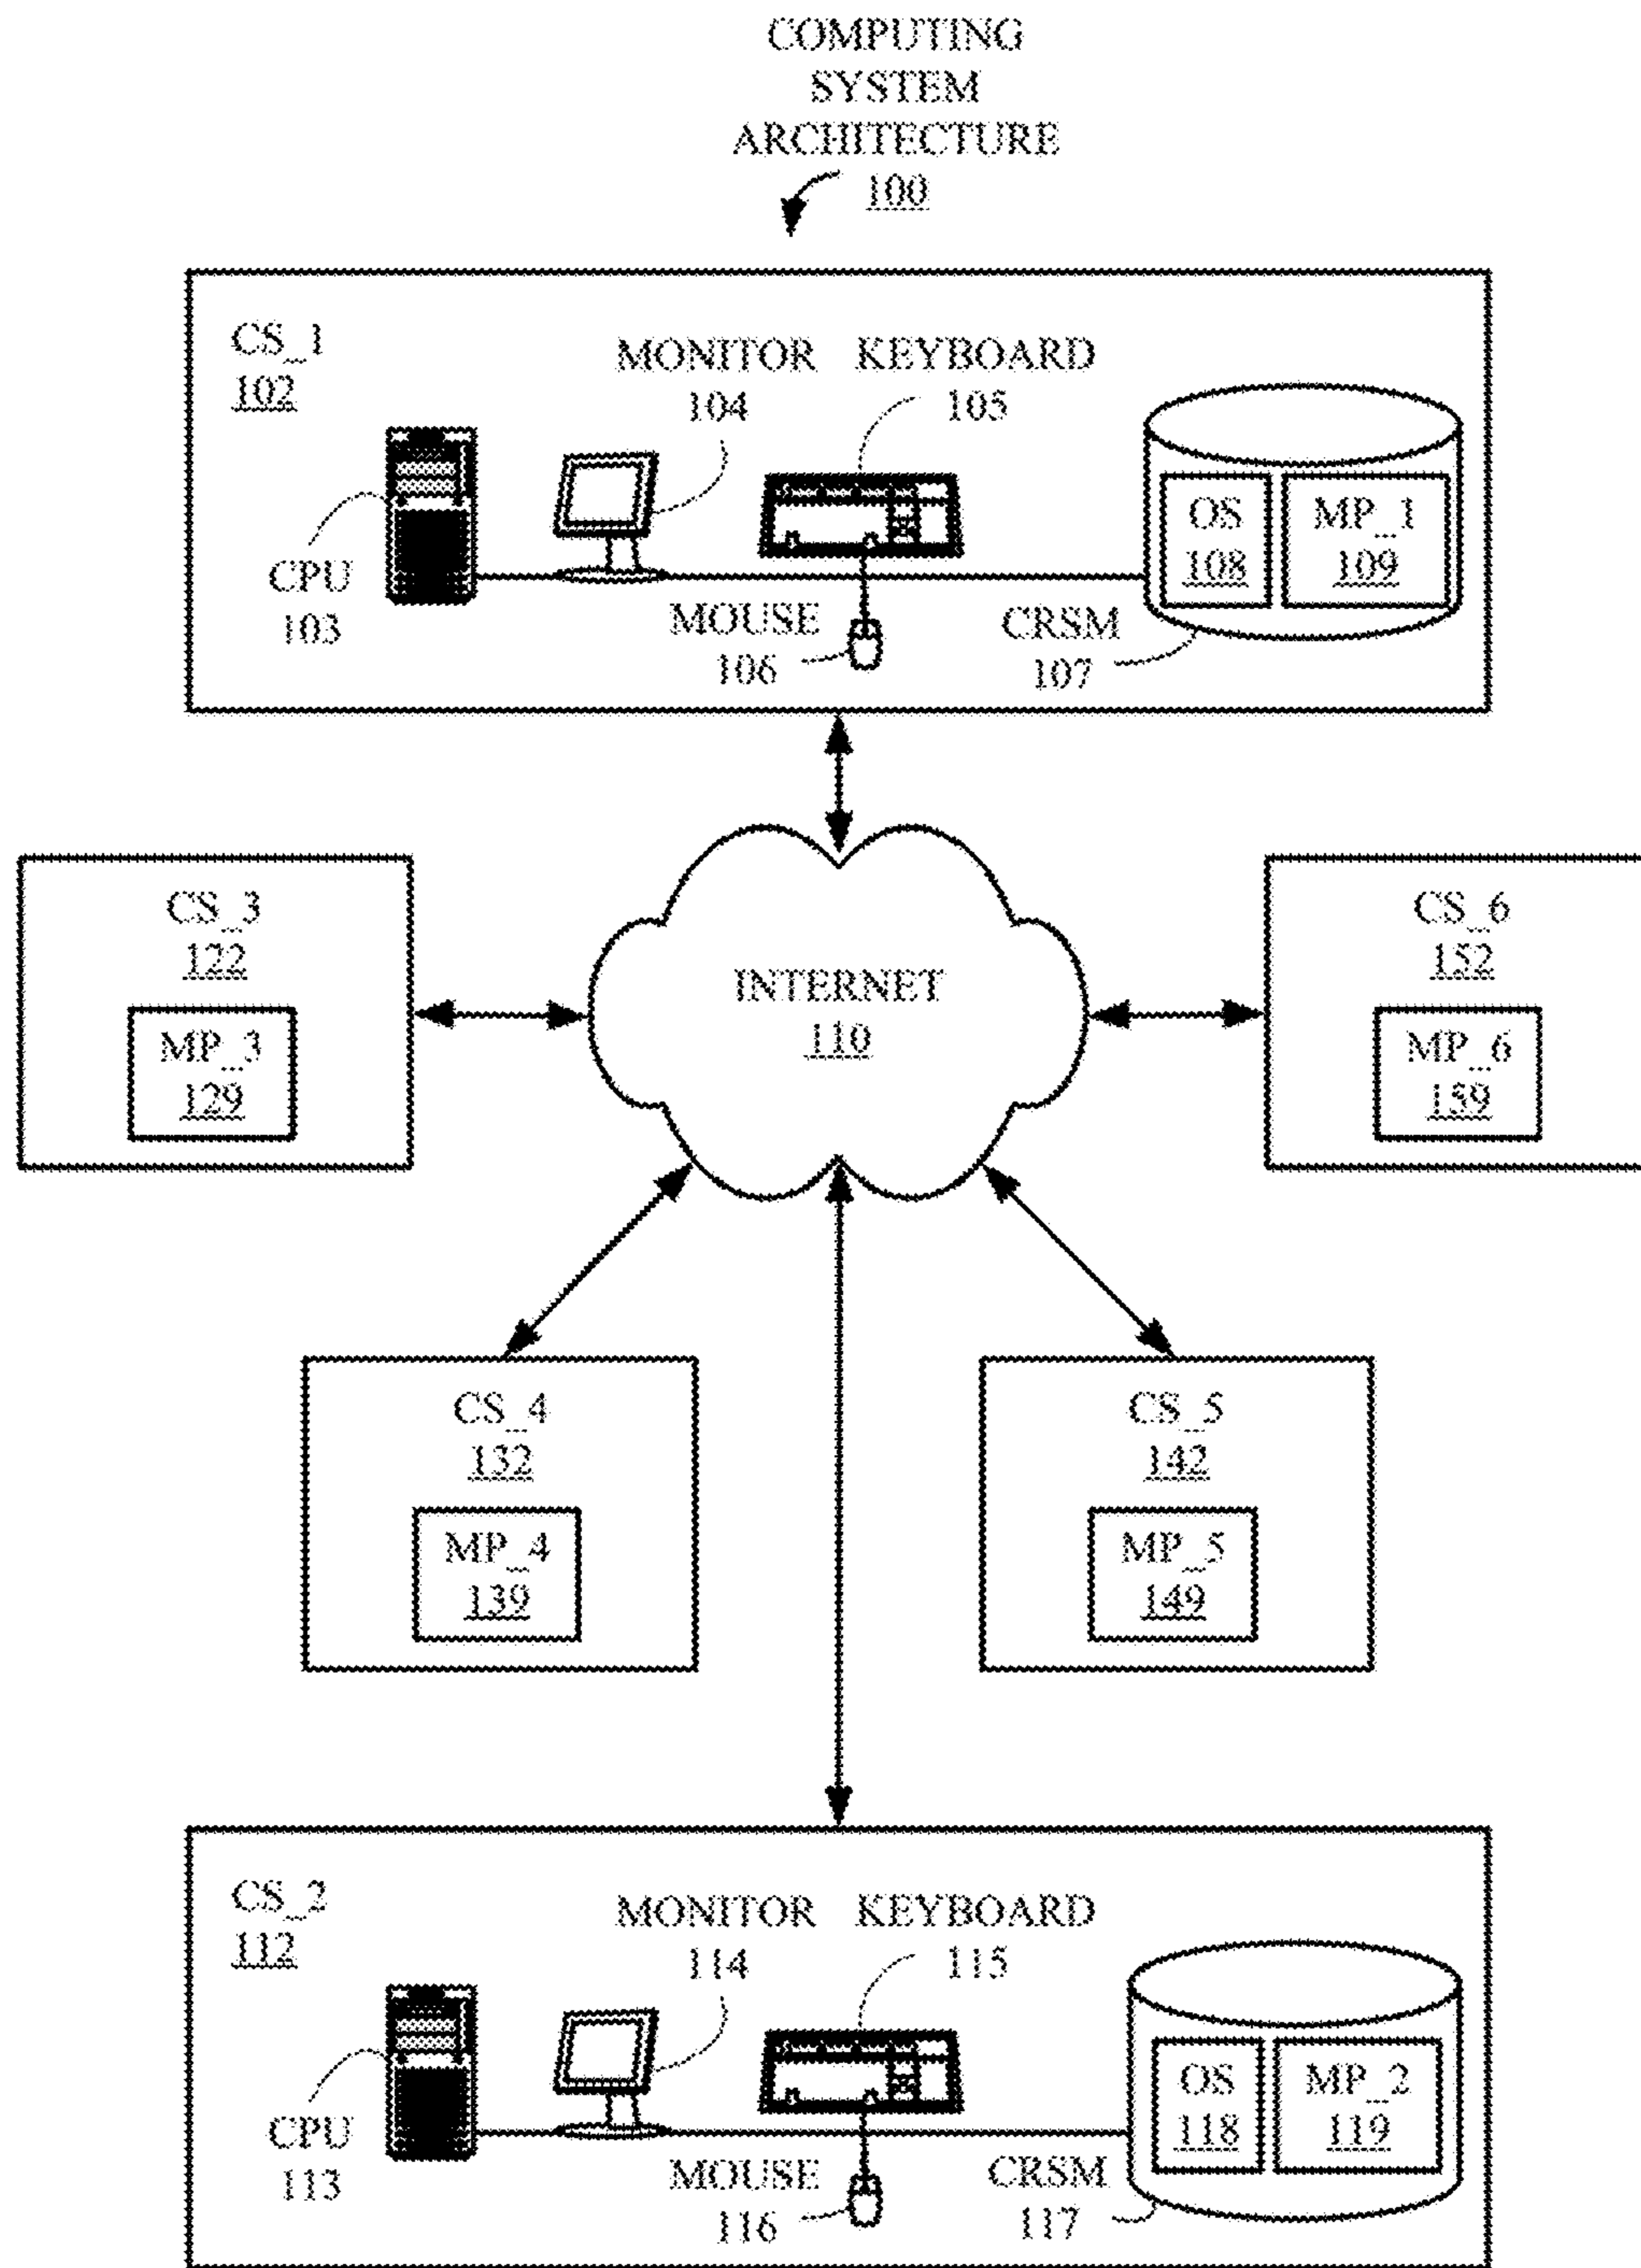 COMPUTING
SYSTEM
ARCHITECTURE
100
CS_1
102
MONITOR
104
KEYBOARD
105
CPU
103
MOUSE
106
CRSM
107
OS
108
MP_1
109
CS_3
122
MP_3
129
INTERNET
110
CS_6
152
MP_6
159
CS_4
132
MP_4
139
CS_5
142
MP_5
149
CS_2
112
MONITOR
114
KEYBOARD
115
CPU
113
MOUSE
116
CRSM
117
OS
118
MP_2
119